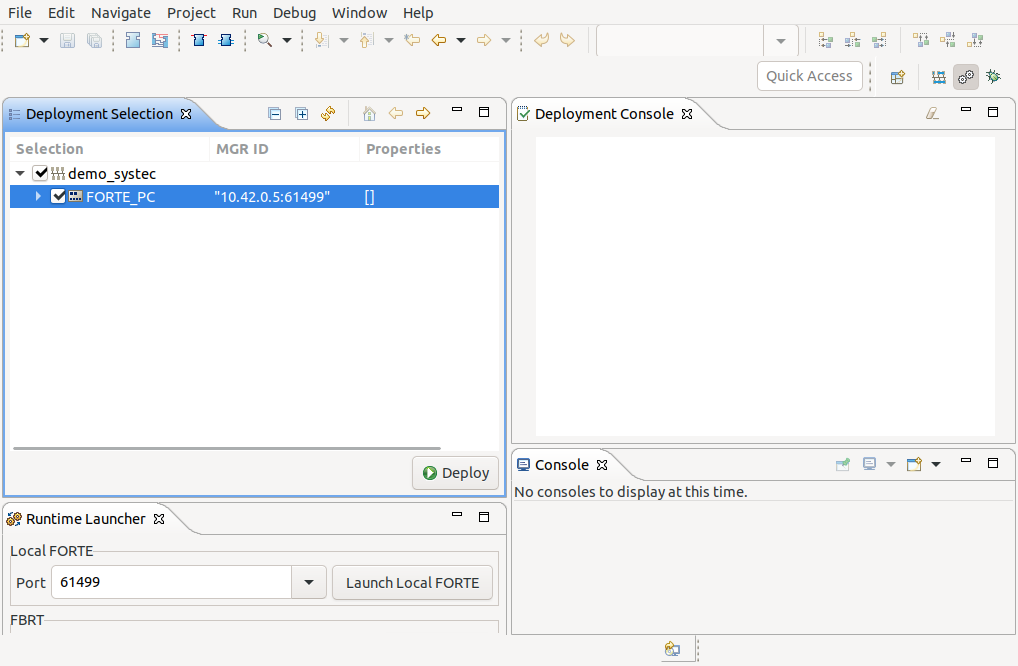 File Edit Navigate Project Run Debug Window Help
Quick Access
Deployment Selection
Selection MGR ID Properties
demo_systec
FORTE_PC "10.42.0.5:61499" []
Deploy
Deployment Console
Console
No consoles to display at this time.
Runtime Launcher
Local FORTE
Port 61499 Launch Local FORTE
FBRT